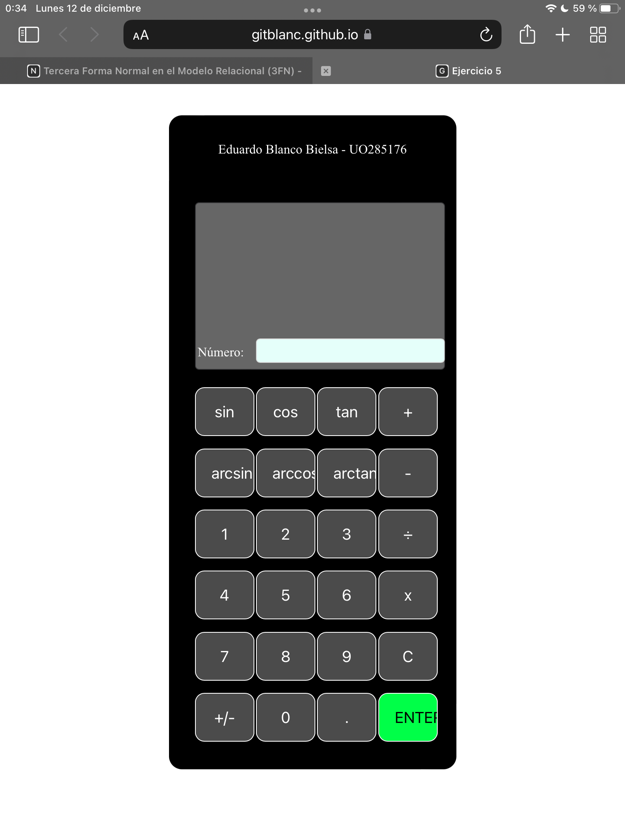 0:34 Lunes 12 de diciembre 59 %
AA gitblanc.github.io
N Tercera Forma Normal en el Modelo Relacional (3FN) - G Ejercicio 5
Eduardo Blanco Bielsa - UO285176
Número:
sin cos tan +
arcsin arccos arctan -
1 2 3 ÷
4 5 6 x
7 8 9 C
+/- 0 . ENTER